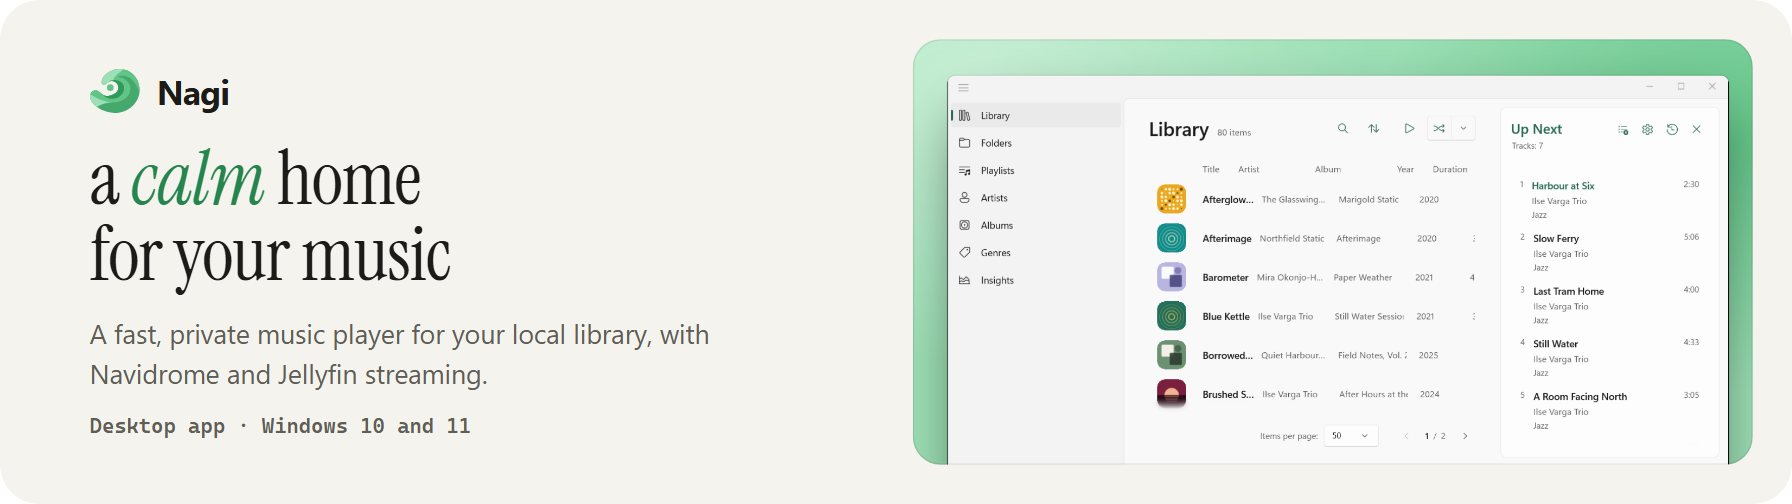 Nagi
a calm home
for your music
A fast, private music player for your local library, with
Navidrome and Jellyfin streaming.
Desktop app · Windows 10 and 11
Library
Folders
Playlists
Artists
Albums
Genres
Insights
Library 80 items
Title Artist Album Year Duration
Afterglow... The Glasswing... Marigold Static 2020
Afterimage Northfield Static Afterimage 2020
Barometer Mira Okonjo-H... Paper Weather 2021 4
Blue Kettle Ilse Varga Trio Still Water Session 2021
Borrowed... Quiet Harbour... Field Notes, Vol. 2025
Brushed S... Ilse Varga Trio After Hours at the 2024
Items per page: 50 1 / 2
Up Next
Tracks: 7
1 Harbour at Six 2:30
Ilse Varga Trio
Jazz
2 Slow Ferry 5:06
Ilse Varga Trio
Jazz
3 Last Tram Home 4:00
Ilse Varga Trio
Jazz
4 Still Water 4:33
Ilse Varga Trio
Jazz
5 A Room Facing North 3:05
Ilse Varga Trio
Jazz